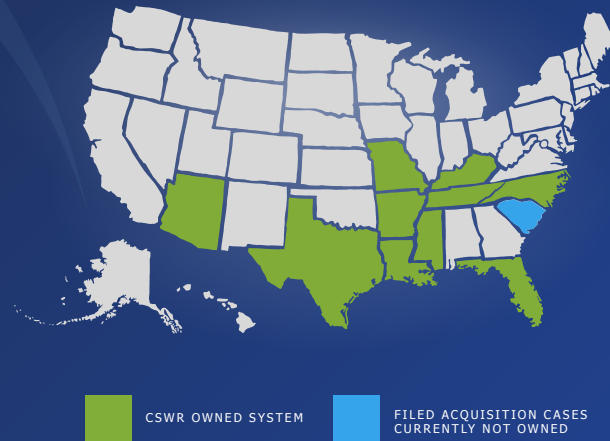 CSWR OWNED SYSTEM
FILED ACQUISITION CASES
CURRENTLY NOT OWNED